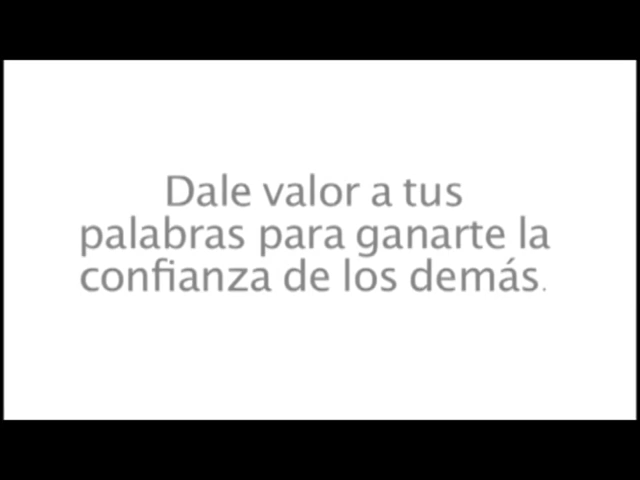 Dale valor a tus
palabras para ganarte la
confianza de los demás.